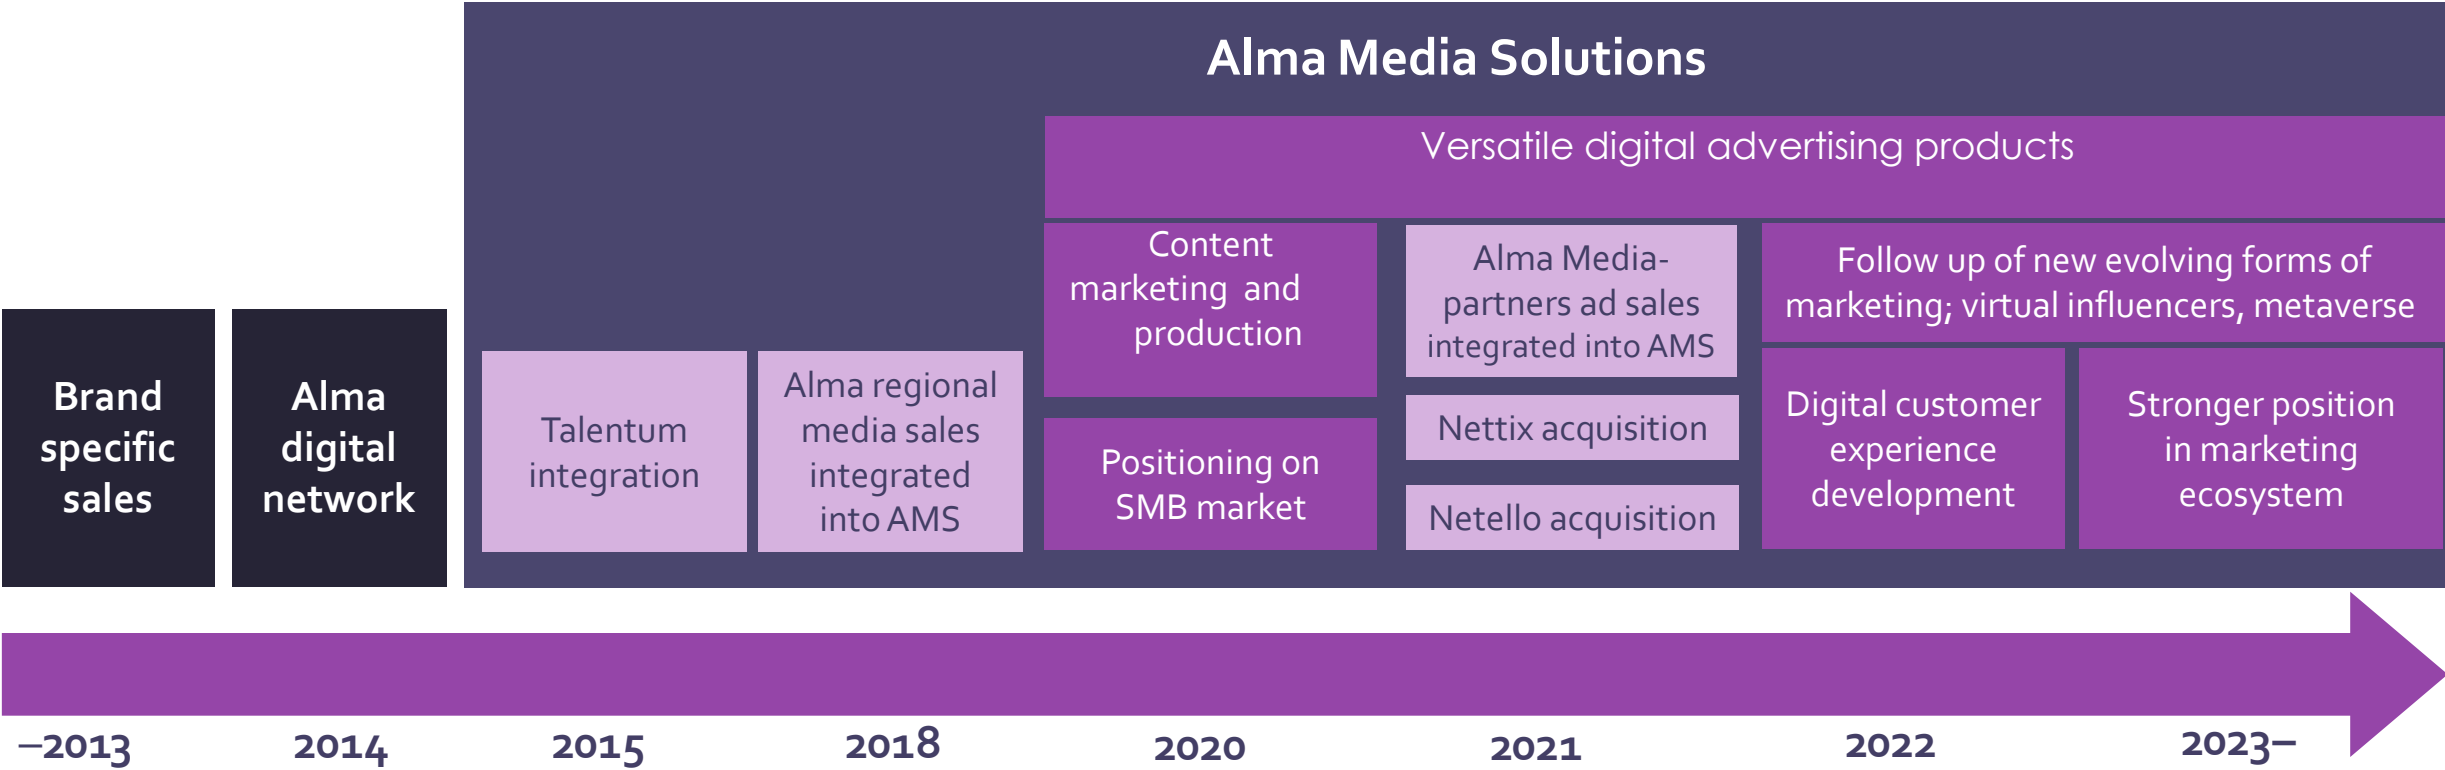 Alma Media Solutions
Versatile digital advertising products
Brand
specific
sales
Alma
digital
network
Talentum
integration
Alma regional
media sales
integrated
into AMS
Content
marketing and
production
Positioning on
SMB market
Alma Media-
partners ad sales
integrated into AMS
Nettix acquisition
Netello acquisition
Follow up of new evolving forms of
marketing; virtual influencers, metaverse
Digital customer
experience
development
Stronger position
in marketing
ecosystem
–2013
2014
2015
2018
2020
2021
2022
2023–